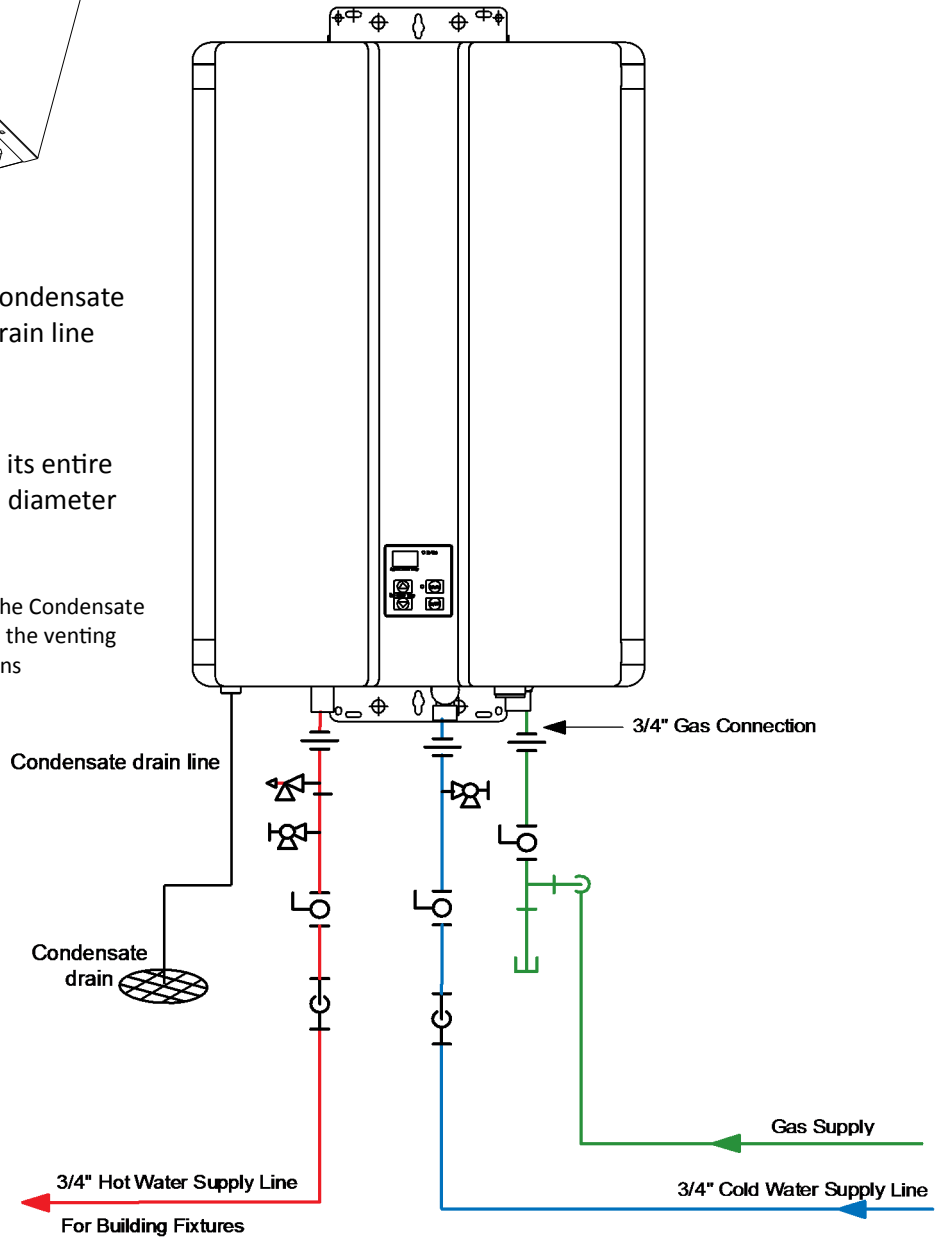 ondensate
rain line
its entire
diameter
he Condensate
the venting
ns
3/4" Gas Connection
Condensate drain line
Condensate
drain
Gas Supply
3/4" Hot Water Supply Line
3/4" Cold Water Supply Line
For Building Fixtures